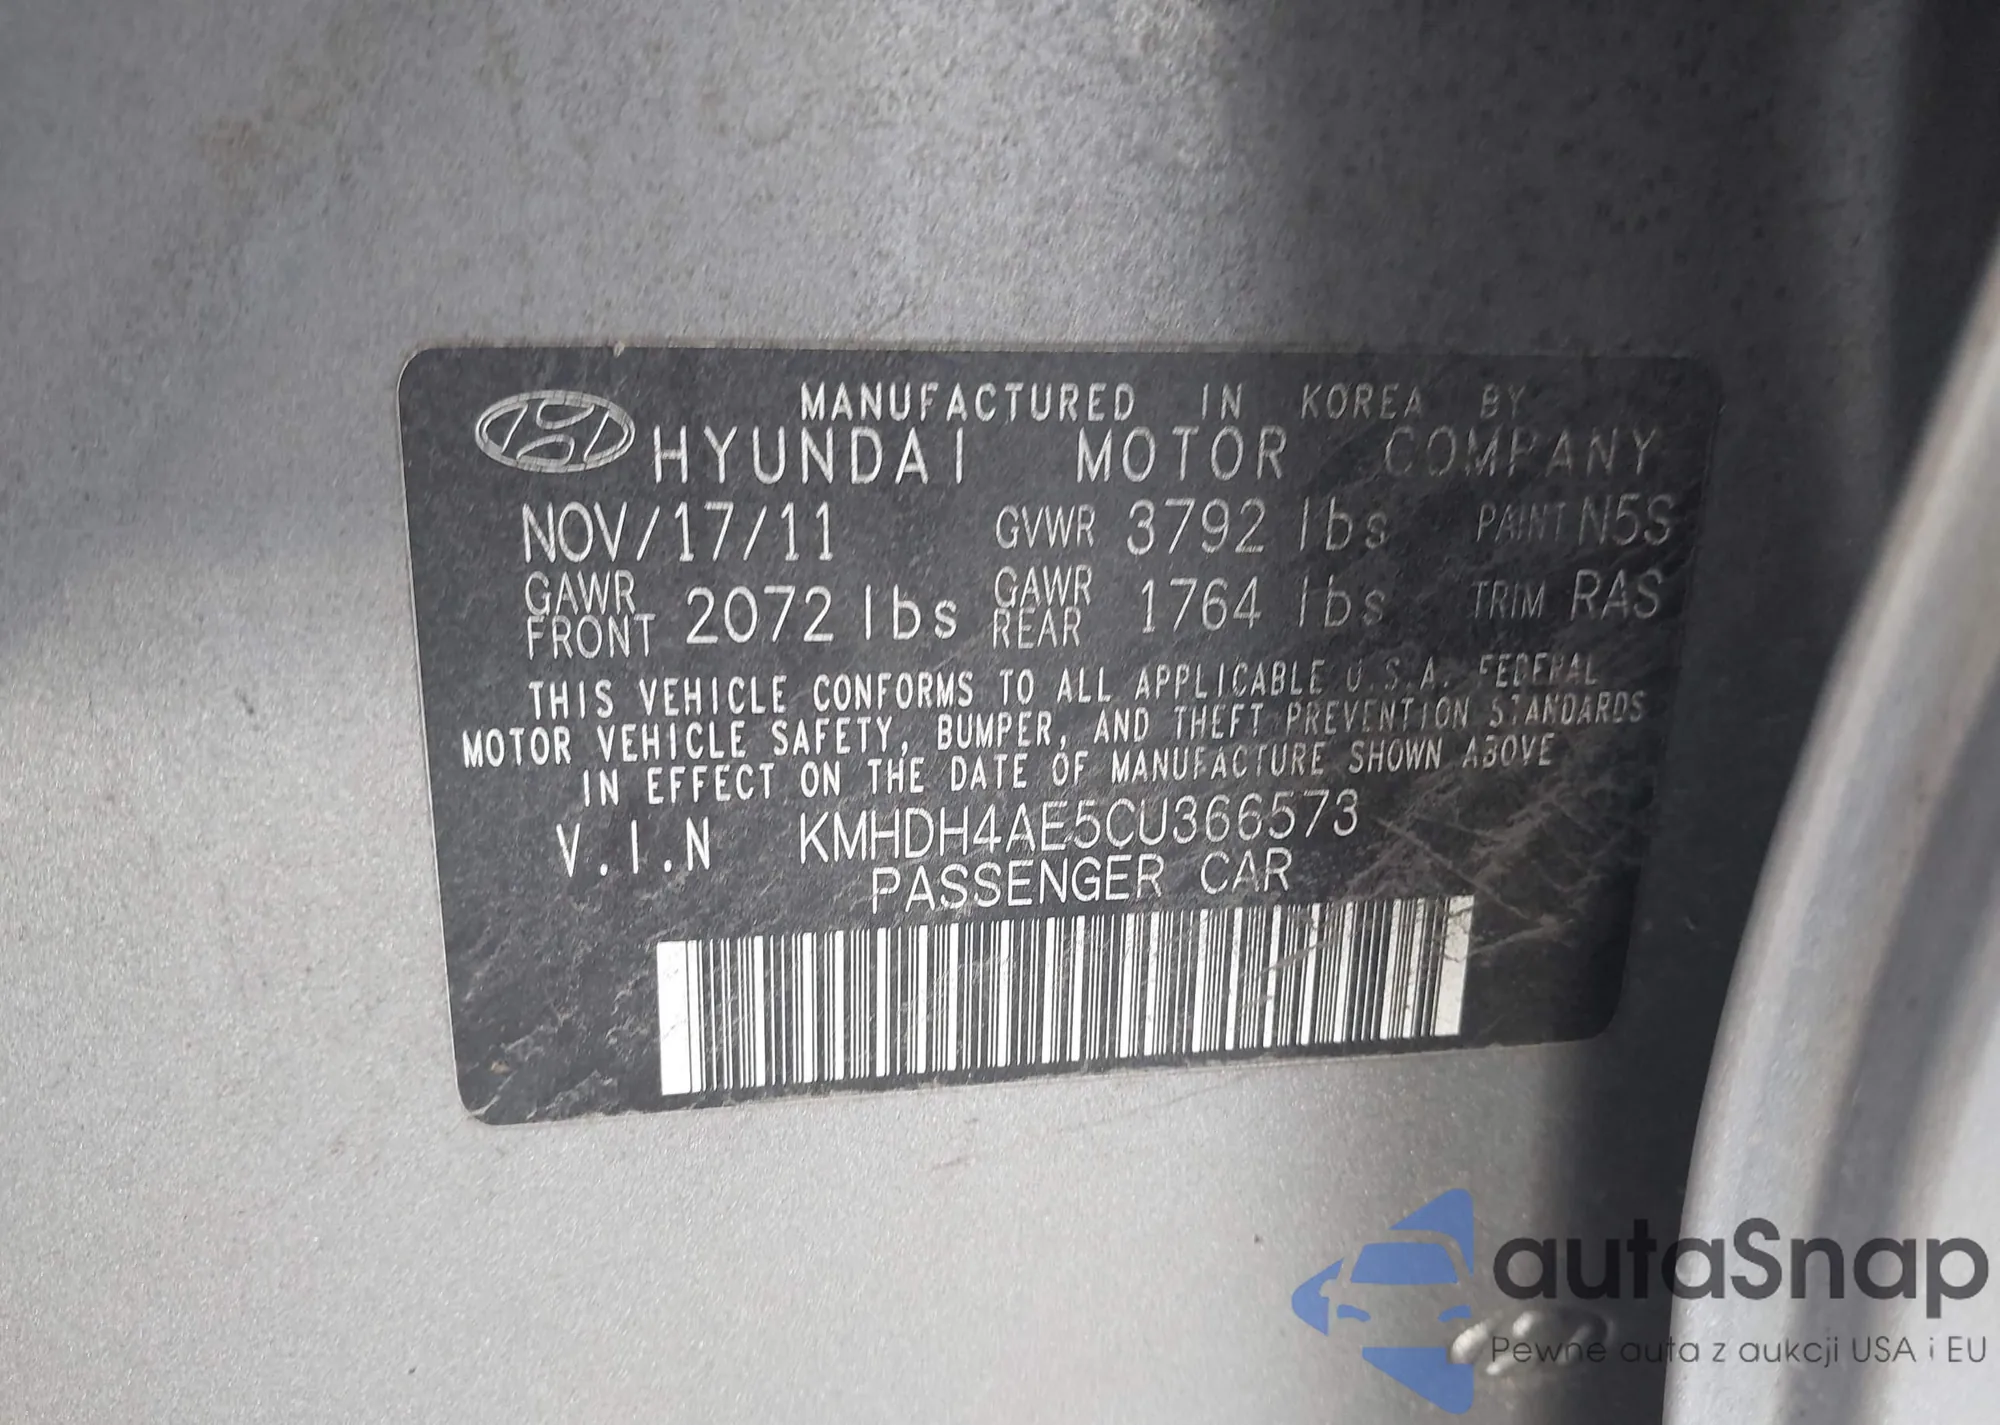 MANUFACTURED IN KOREA BY
HYUNDAI MOTOR COMPANY
NOV/17/11 GVWR 3792 lbs PAINT N5S
GAWR FRONT 2072 lbs GAWR REAR 1764 lbs TRIM RAS
THIS VEHICLE CONFORMS TO ALL APPLICABLE U.S.A. FEDERAL
MOTOR VEHICLE SAFETY, BUMPER, AND THEFT PREVENTION STANDARDS
IN EFFECT ON THE DATE OF MANUFACTURE SHOWN ABOVE
V.I.N KMHDH4AE5CU366573
PASSENGER CAR
autaSnap
Pewne auta z aukcji USA i EU